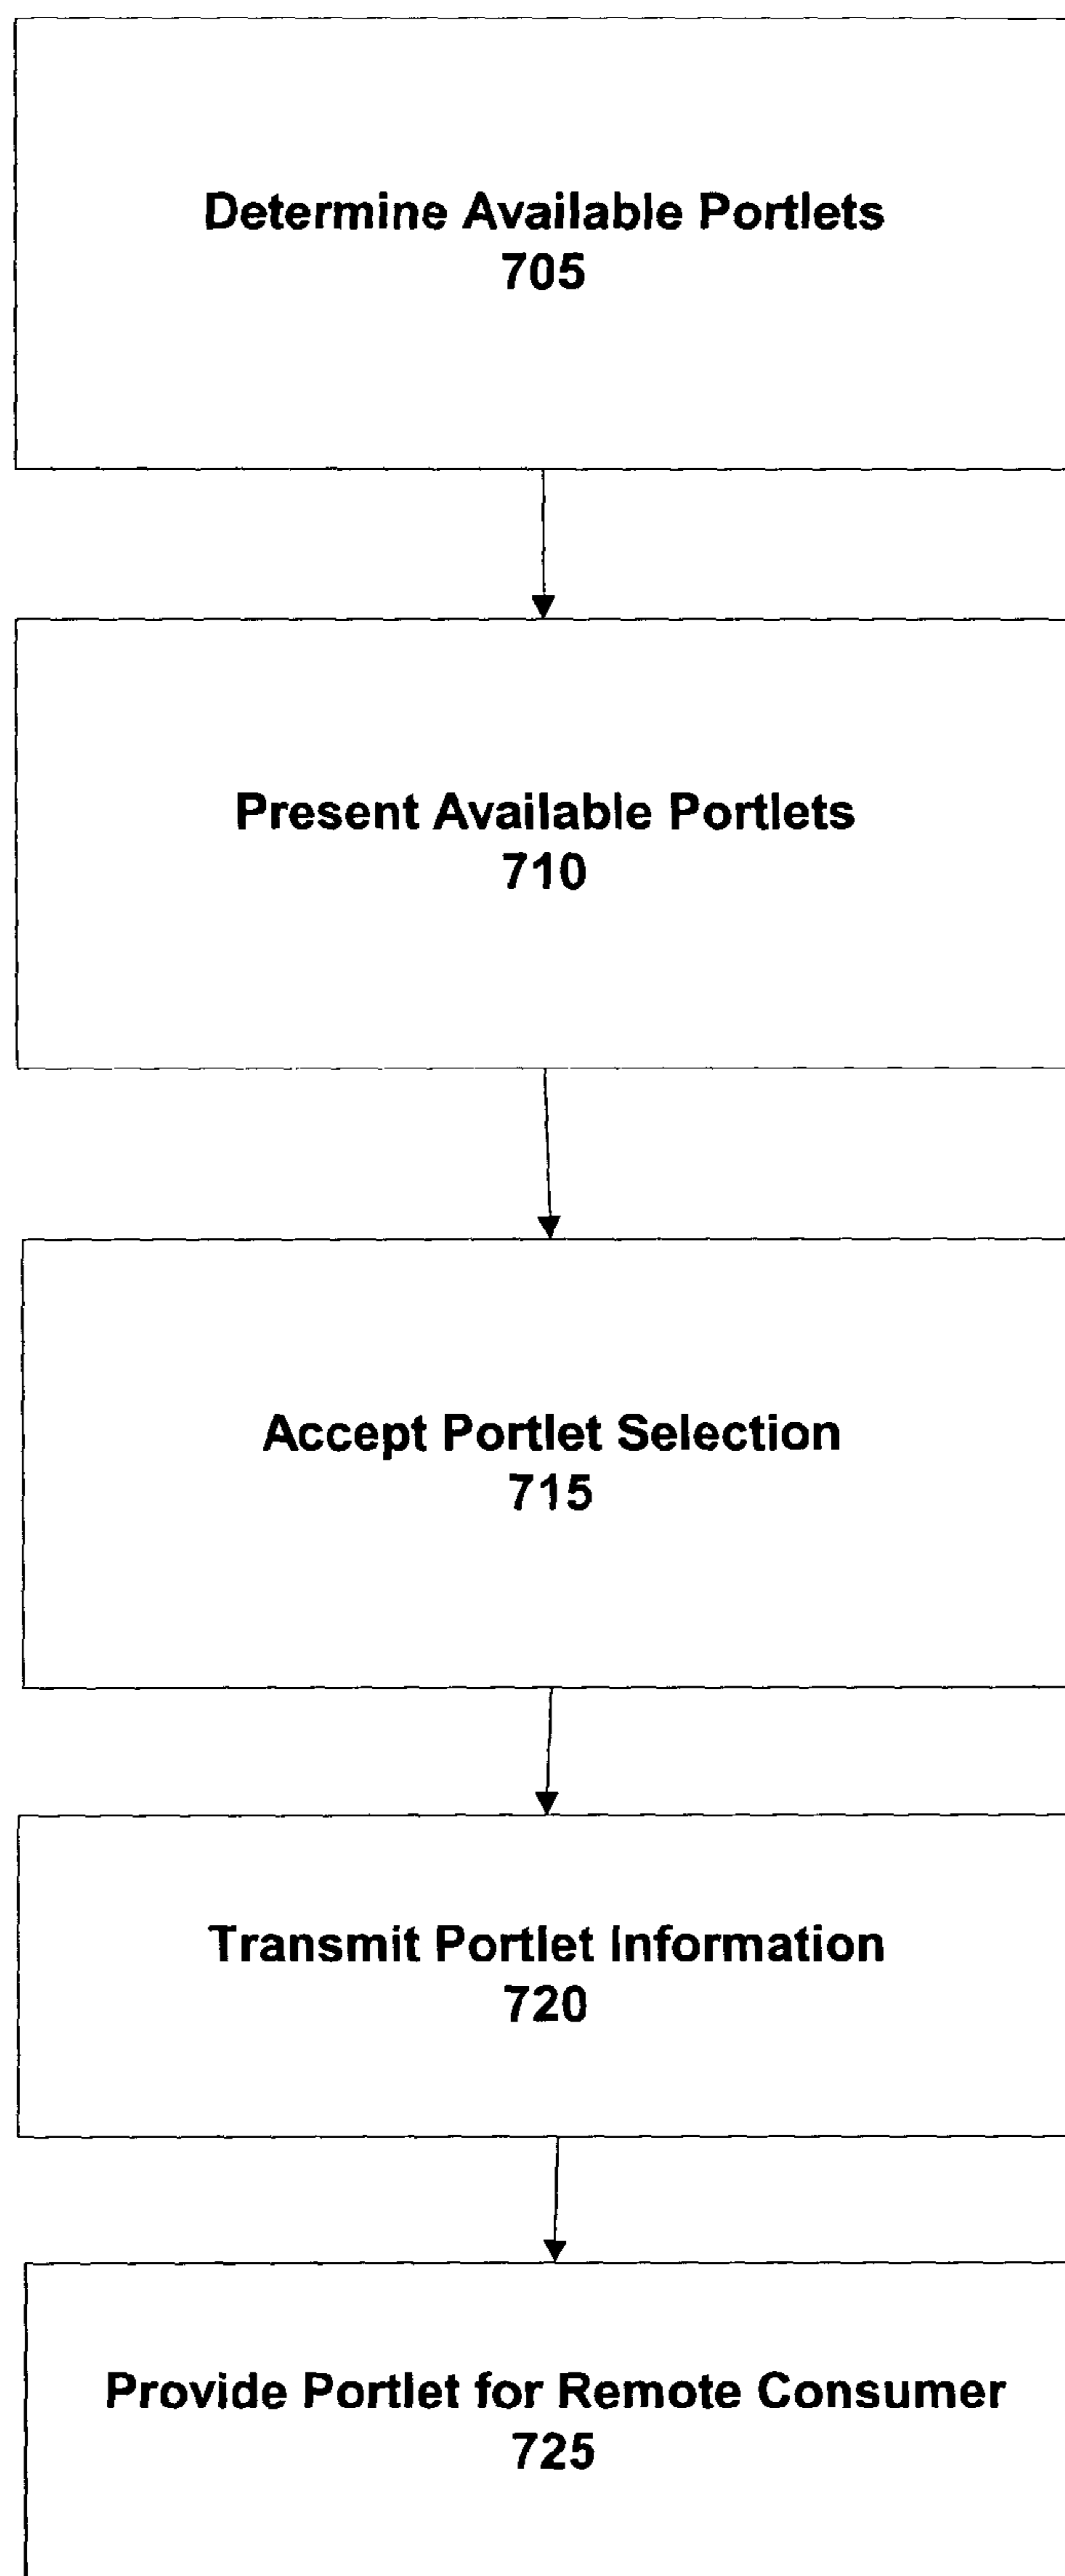 Determine Available Portlets
705
Present Available Portlets
710
Accept Portlet Selection
715
Transmit Portlet Information
720
Provide Portlet for Remote Consumer
725